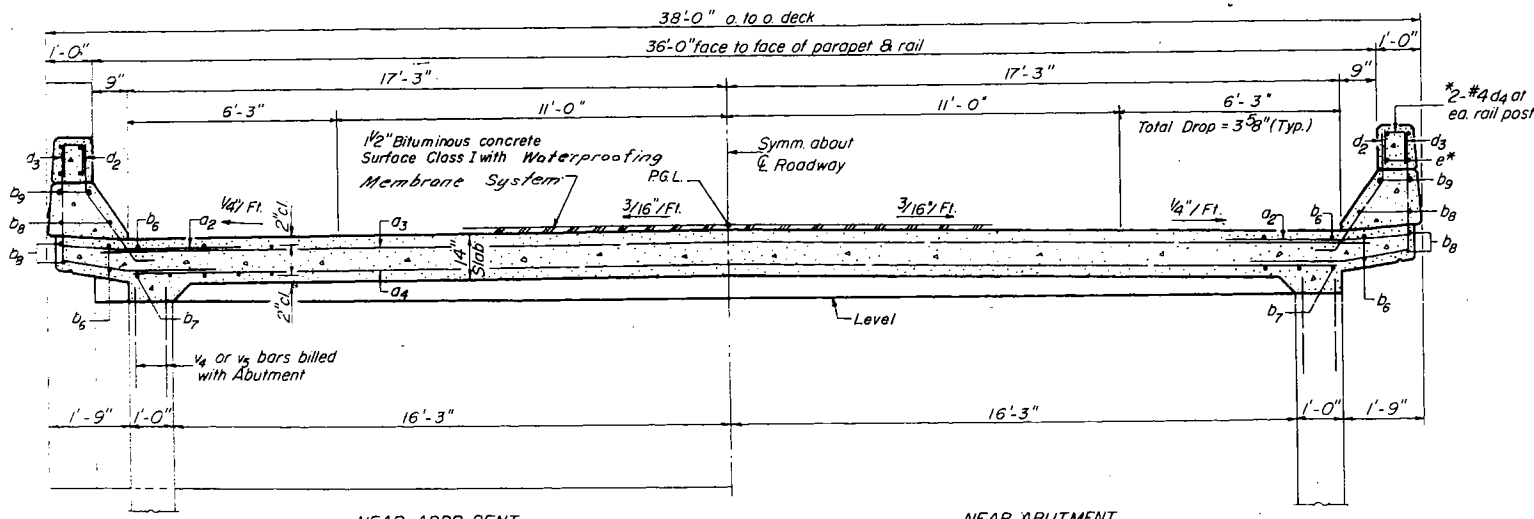 38'-0" o. to o. deck
1'-0"
36'-0" face to face of parapet & rail
1'-0"
9"
17'-3"
17'-3"
9"
6'-3"
11'-0"
11'-0"
6'-3"
*2-#4 d4 at
ea. rail post
1 1/2" Bituminous concrete
Surface Class I with Waterproofing
Membrane System
Symm. about
℄ Roadway
P.G.L.
Total Drop = 3 5/8" (Typ.)
d3
d2
d2
d3
e*
b9
b9
b8
b6
a2
1/4"/Ft.
2"cl.
a3
3/16"/Ft.
3/16"/Ft.
1/4"/Ft.
a2
b6
b8
14"
Slab
b8
a4
2"cl.
b6
b7
Level
b7
b6
v4 or v5 bars billed
with Abutment
1'-9"
1'-0"
16'-3"
16'-3"
1'-0"
1'-9"
NEAR ABUTMENT